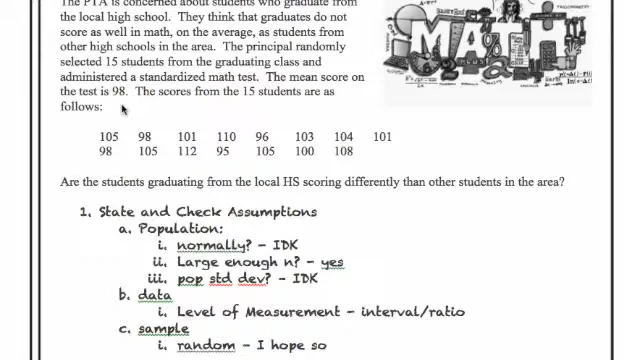 The PTA is concerned about students who graduate from
the local high school. They think that graduates do not
score as well in math, on the average, as students from
other high schools in the area. The principal randomly
selected 15 students from the graduating class and
administered a standardized math test. The mean score on
the test is 98. The scores from the 15 students are as
follows:
MATH
105 98 101 110 96 103 104 101
98 105 112 95 105 100 108
Are the students graduating from the local HS scoring differently than other students in the area?
1. State and Check Assumptions
a. Population:
i. normally? - IDK
ii. Large enough n? - yes
iii. pop std dev? - IDK
b. data
i. Level of Measurement - interval/ratio
c. sample
i. random - I hope so